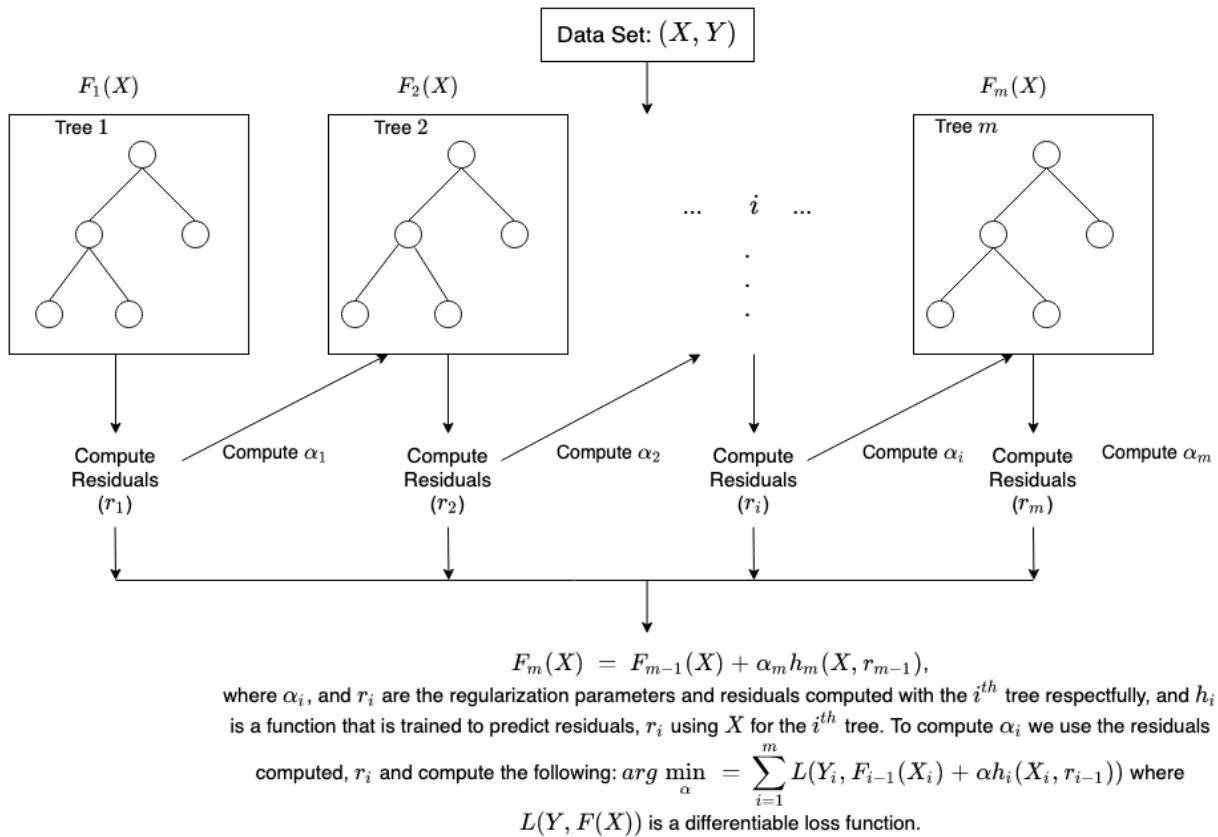 Data Set: (X, Y)
F₁(X)
F₂(X)
Fₘ(X)
Tree 1
Tree 2
Tree m
... i ...
.
.
.
Compute
Residuals
(r₁)
Compute α₁
Compute
Residuals
(r₂)
Compute α₂
Compute
Residuals
(rᵢ)
Compute αᵢ
Compute
Residuals
(rₘ)
Compute αₘ
Fₘ(X) = Fₘ₋₁(X) + αₘhₘ(X, rₘ₋₁),
where αᵢ, and rᵢ are the regularization parameters and residuals computed with the iᵗʰ tree respectfully, and hᵢ
is a function that is trained to predict residuals, rᵢ using X for the iᵗʰ tree. To compute αᵢ we use the residuals
computed, rᵢ and compute the following: arg min_α = ∑_{i=1}^{m} L(Yᵢ, Fᵢ₋₁(Xᵢ) + αhᵢ(Xᵢ, rᵢ₋₁)) where
L(Y, F(X)) is a differentiable loss function.